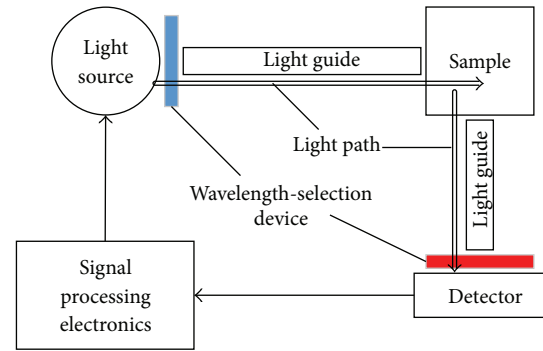 Light
source
Light guide
Sample
Light path
Light guide
Wavelength-selection
device
Signal
processing
electronics
Detector